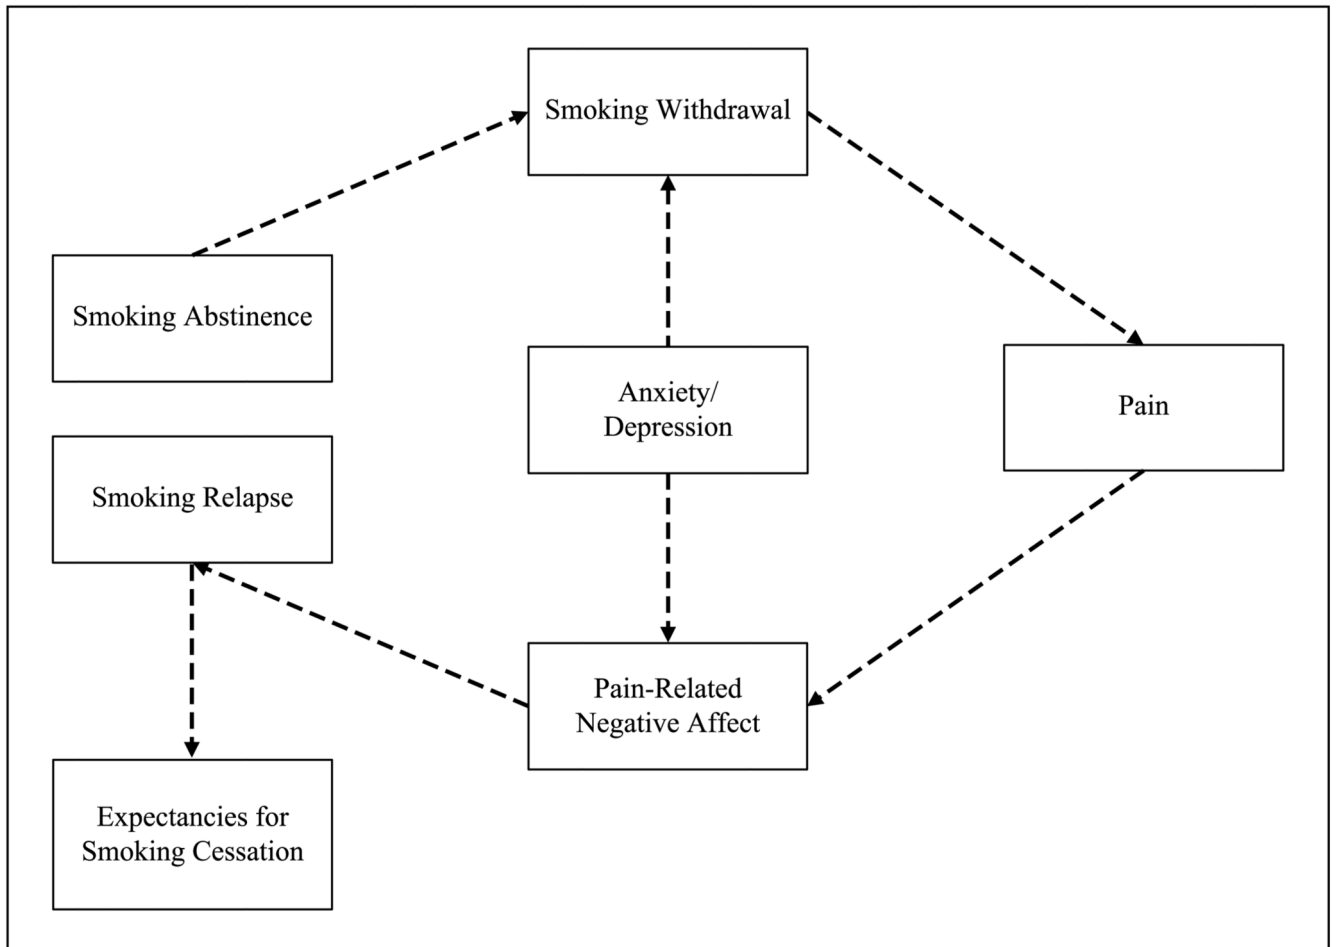 Smoking Withdrawal
Smoking Abstinence
Anxiety/
Depression
Pain
Smoking Relapse
Pain-Related
Negative Affect
Expectancies for
Smoking Cessation